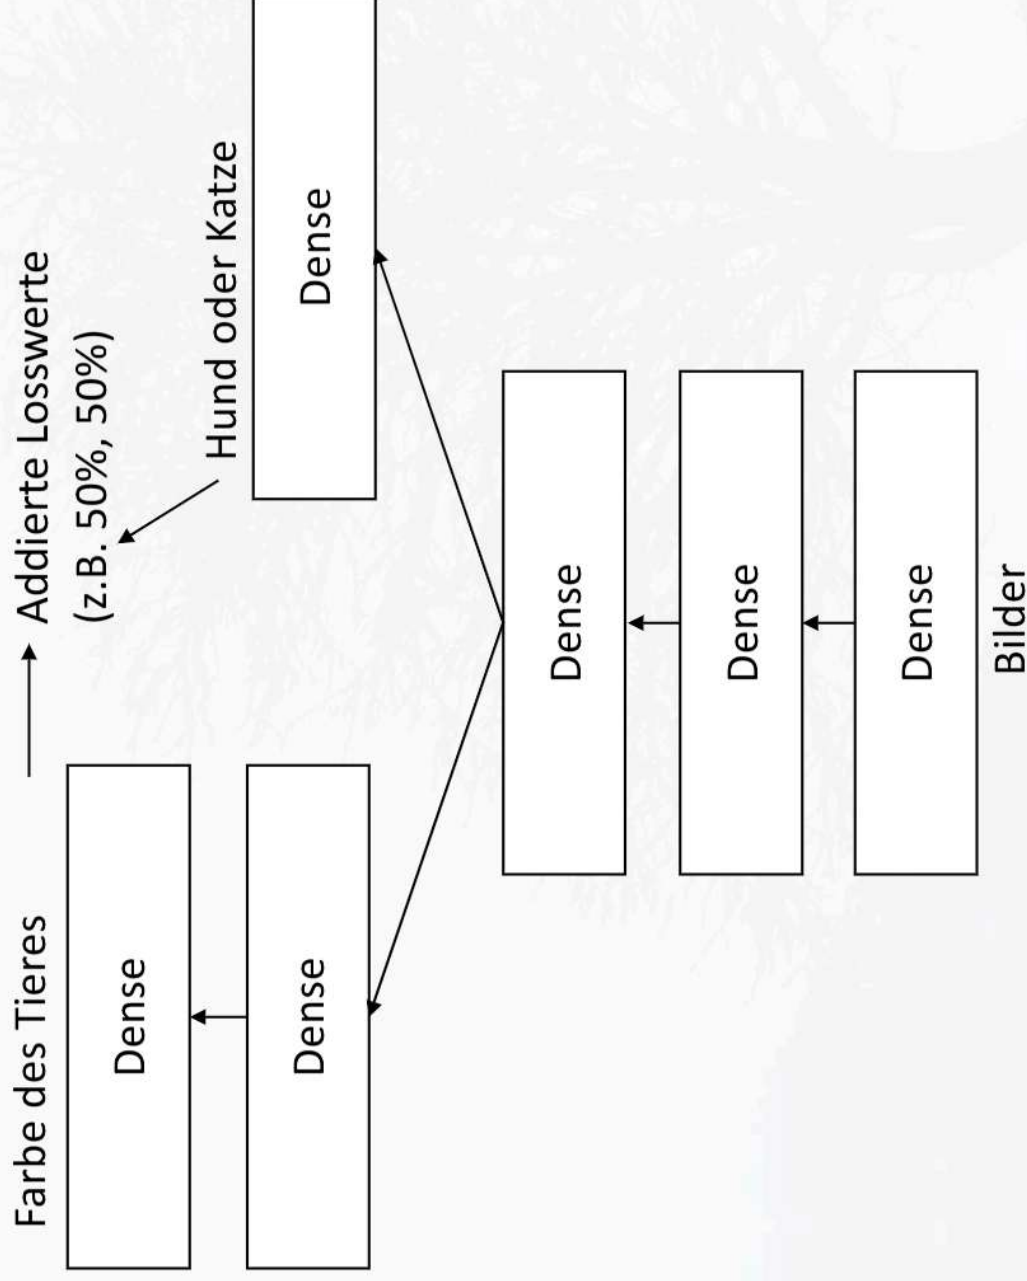 Farbe des Tieres
Addierte Losswerte
(z.B. 50%, 50%)
Dense
Hund oder Katze
Dense
Dense
Dense
Dense
Dense
Bilder